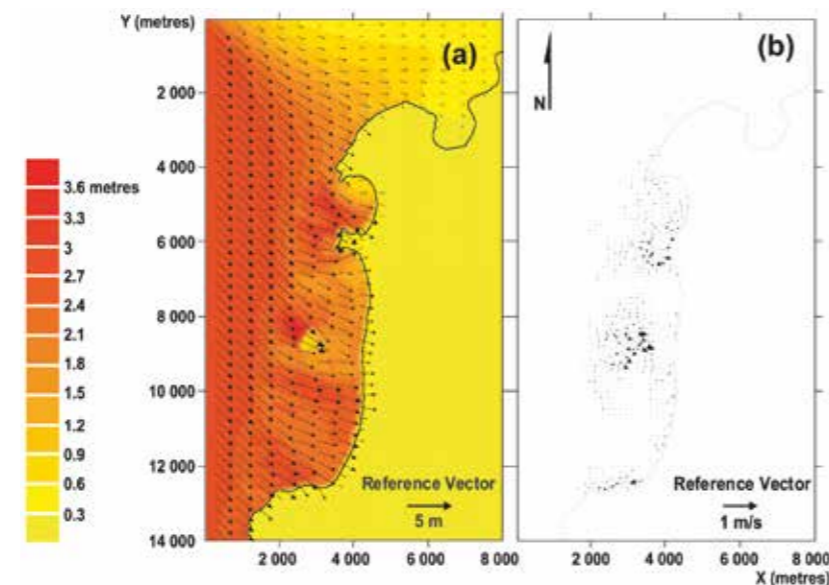 Y (metres)
(a)
(b)
N
2 000
4 000
6 000
8 000
10 000
12 000
14 000
3.6 metres
3.3
3
2.7
2.4
2.1
1.8
1.5
1.2
0.9
0.6
0.3
Reference Vector
5 m
Reference Vector
1 m/s
2 000
4 000
6 000
8 000
2 000
4 000
6 000
8 000
X (metres)